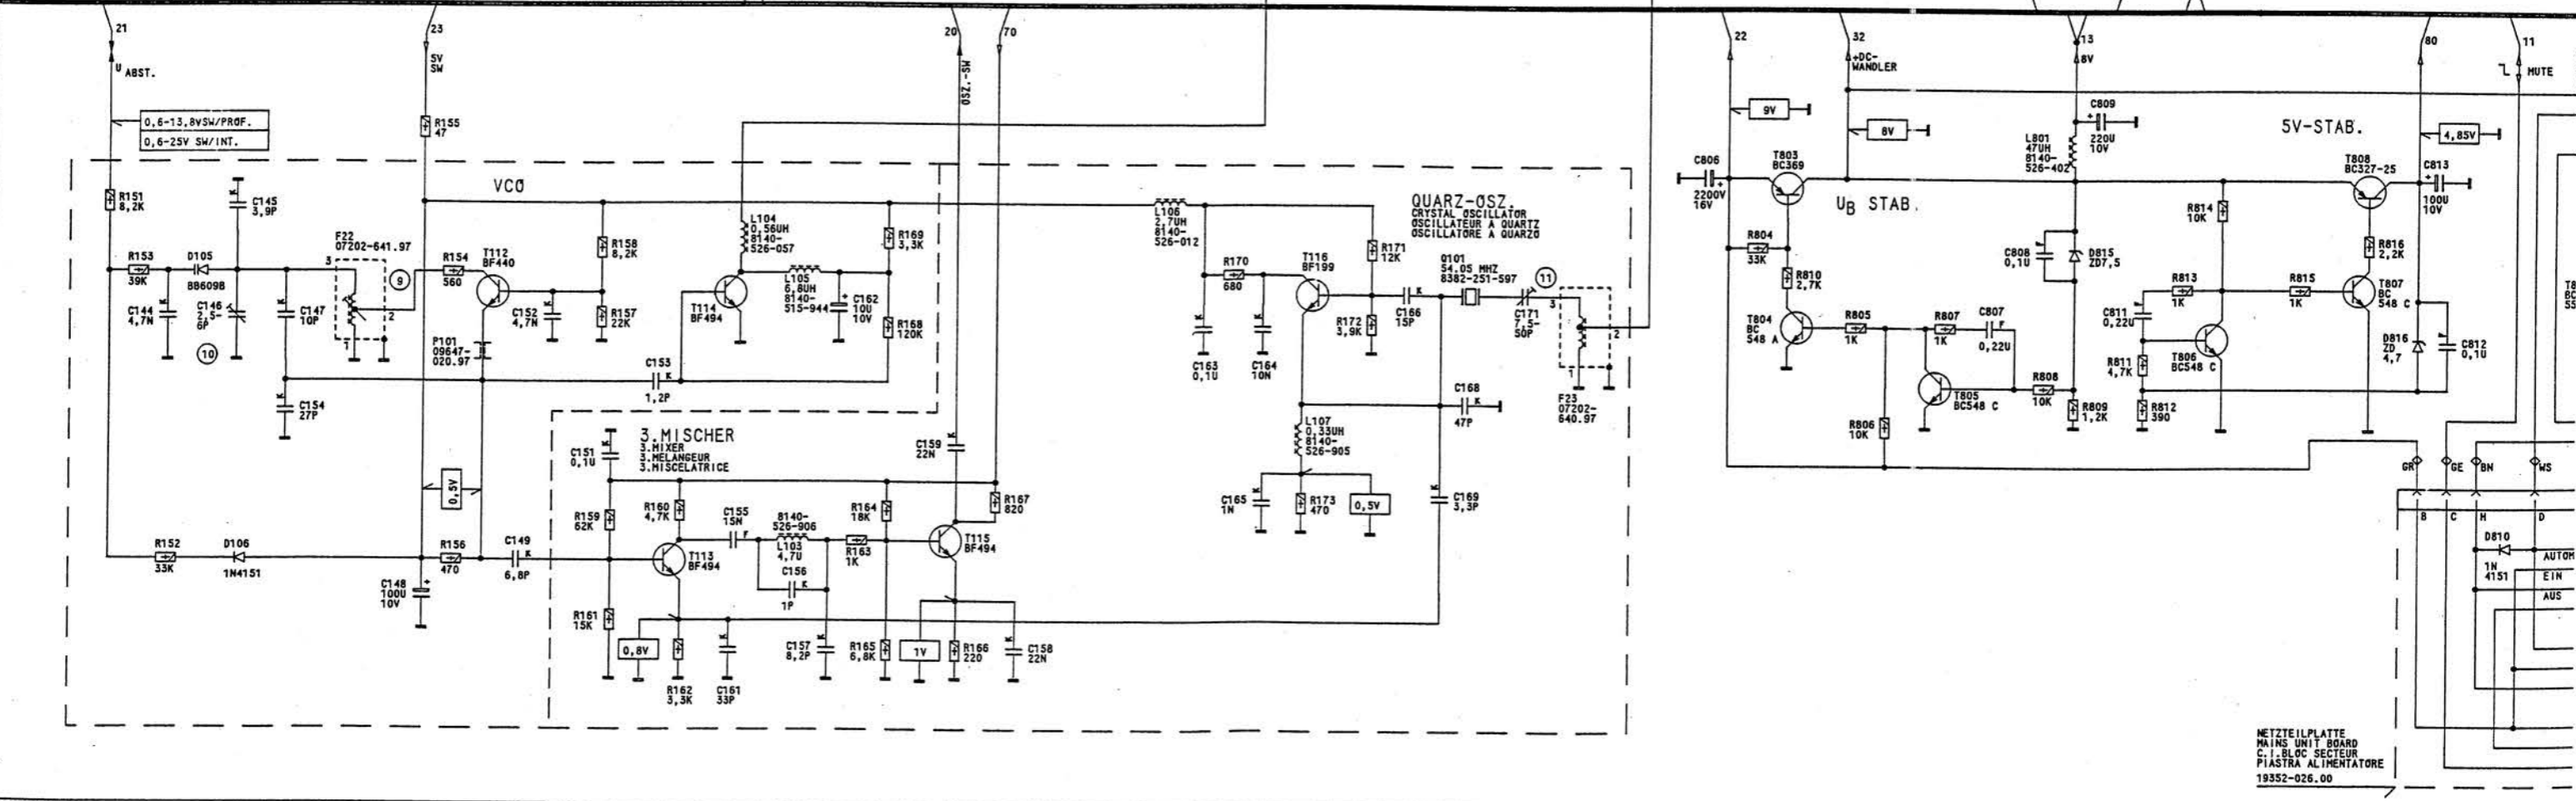 21
U ABST.
0,6-13,8VSW/PROF.
0,6-25V SW/INT.
23
5V
SW
R155
47
20
OSZ.-SW
70
22
9V
32
+DC-
WANDLER
8V
13
8V
C809
220U
10V
L801
47UH
8140-
526-402
5V-STAB.
80
4,85V
11
MUTE
VCO
R151
8,2K
C145
3,9P
F22
07202-641.97
R153
39K
D105
BB609B
C144
4,7N
C146
2,5-
6P
10
C147
10P
3
2
1
9
R154
560
T112
BF440
P101
09647-
020.97
C152
4,7N
R158
8,2K
R157
22K
L104
0,56UH
8140-
526-057
T114
BF494
L105
6,8UH
8140-
515-944
C162
10U
10V
R169
3,3K
R168
120K
C153
1,2P
C154
27P
L106
2,7UH
8140-
526-012
QUARZ-OSZ.
CRYSTAL OSCILLATOR
OSCILLATEUR A QUARTZ
OSCILLATORE A QUARZO
R170
680
T116
BF199
R171
12K
R172
3,9K
C163
0,1U
C164
10N
C166
15P
Q101
54.05 MHZ
8382-251-597
11
C171
7,5-
50P
3
2
1
F23
07202-
640.97
C168
47P
L107
0,33UH
8140-
526-905
C165
1N
R173
470
0,5V
C169
3,3P
3.MISCHER
3.MIXER
3.MELANGEUR
3.MISCELATRICE
C151
0,1U
0,5V
R152
33K
D106
1N4151
C148
100U
10V
R156
470
C149
6,8P
R159
62K
R160
4,7K
C155
15N
8140-
526-906
L103
4,7U
C156
1P
R163
1K
R164
18K
C159
22N
R167
820
T113
BF494
T115
BF494
R161
15K
0,8V
R162
3,3K
C161
33P
C157
8,2P
R165
6,8K
1V
R166
220
C158
22N
C806
2200V
16V
T803
BC369
UB STAB.
R804
33K
R810
2,7K
T804
BC
548 A
R805
1K
R807
1K
C807
0,22U
T805
BC548 C
R806
10K
R808
10K
R809
1,2K
C808
0,1U
D815
ZD7,5
R814
10K
R813
1K
C811
0,22U
R811
4,7K
R812
390
T806
BC548 C
R815
1K
T808
BC327-25
R816
2,2K
T807
BC
548 C
C813
100U
10V
D816
ZD
4,7
C812
0,1U
GR
GE
BN
WS
B
C
H
D
D810
1N
4151
AUTOM
EIN
AUS
NETZTEILPLATTE
MAINS UNIT BOARD
C.I.BLOC SECTEUR
PIASTRA ALIMENTATORE
19352-026.00